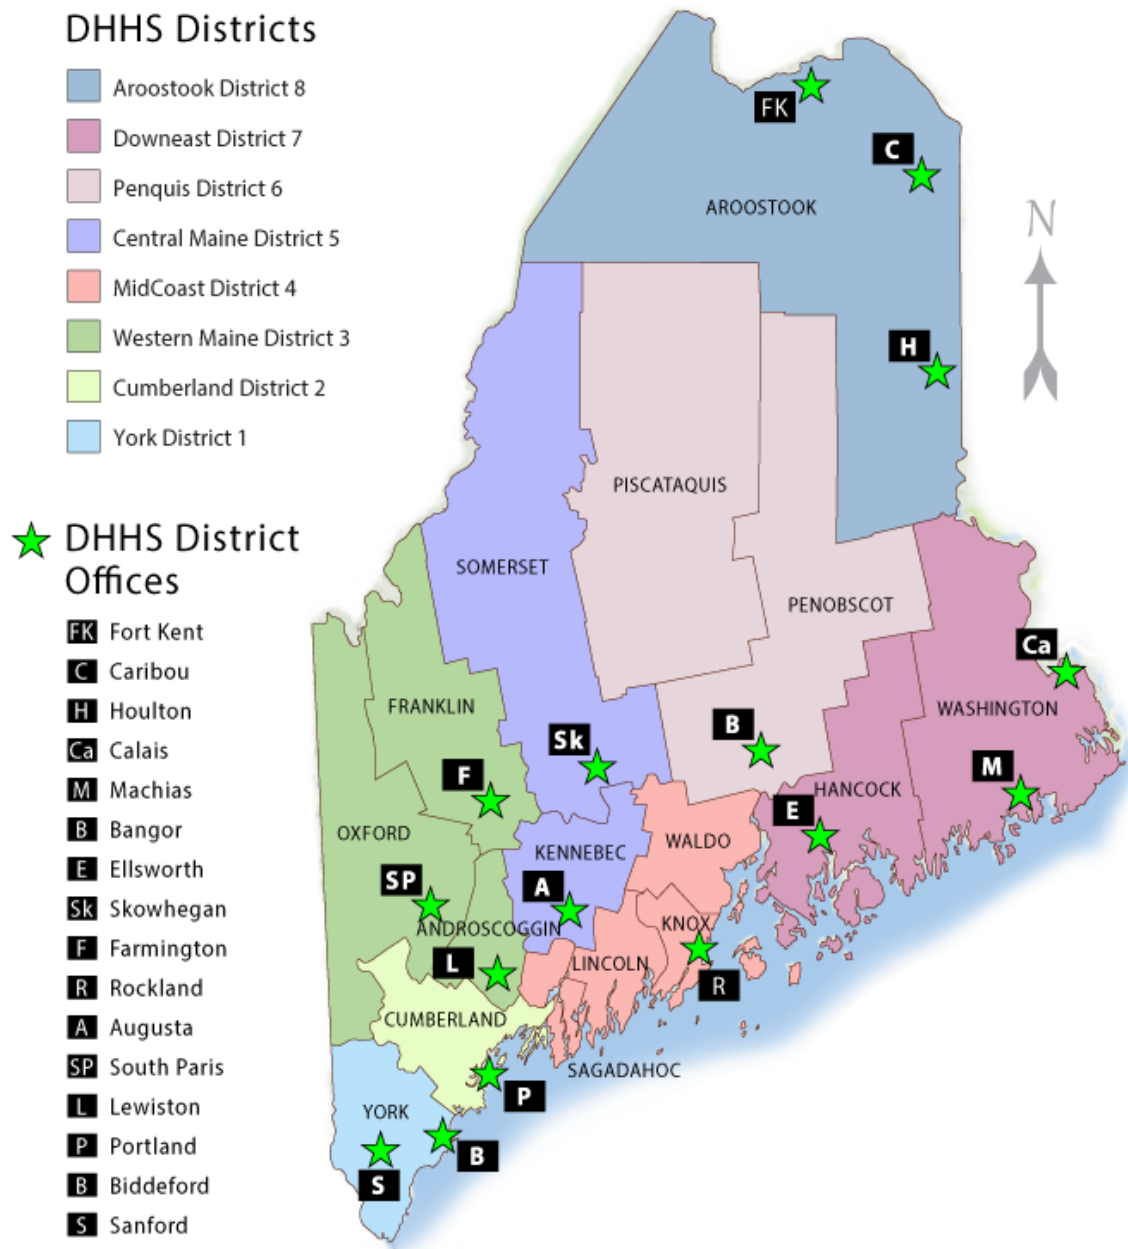 DHHS Districts
Aroostook District 8
Downeast District 7
Penquis District 6
Central Maine District 5
MidCoast District 4
Western Maine District 3
Cumberland District 2
York District 1
DHHS District
Offices
FK Fort Kent
C Caribou
H Houlton
Ca Calais
M Machias
B Bangor
E Ellsworth
Sk Skowhegan
F Farmington
R Rockland
A Augusta
SP South Paris
L Lewiston
P Portland
B Biddeford
S Sanford
FK
C
AROOSTOOK
N
H
PISCATAQUIS
SOMERSET
PENOBSCOT
Ca
FRANKLIN
WASHINGTON
B
Sk
F
M
HANCOCK
E
OXFORD
WALDO
KENNEBEC
SP
A
KNOX
ANDROSCOGGIN
L
LINCOLN
R
CUMBERLAND
SAGADAHOC
P
YORK
B
S